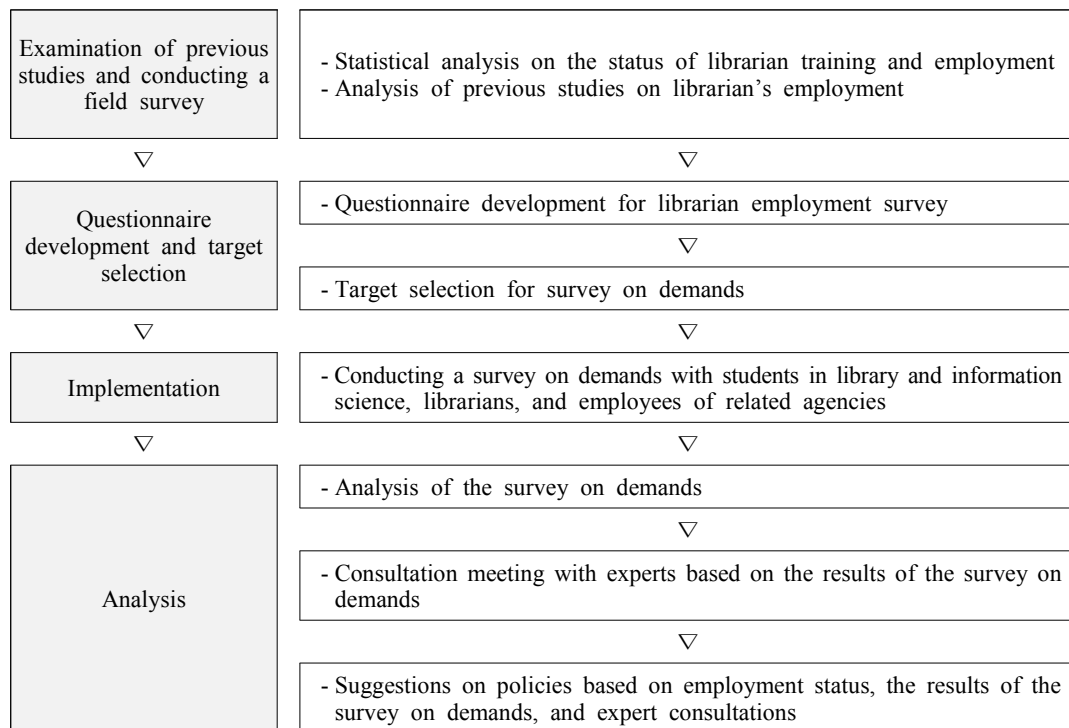 Examination of previous
studies and conducting a
field survey
- Statistical analysis on the status of librarian training and employment
- Analysis of previous studies on librarian's employment
▽
▽
Questionnaire
development and target
selection
- Questionnaire development for librarian employment survey
▽
- Target selection for survey on demands
▽
▽
Implementation
- Conducting a survey on demands with students in library and information
science, librarians, and employees of related agencies
▽
▽
Analysis
- Analysis of the survey on demands
▽
- Consultation meeting with experts based on the results of the survey on
demands
▽
- Suggestions on policies based on employment status, the results of the
survey on demands, and expert consultations